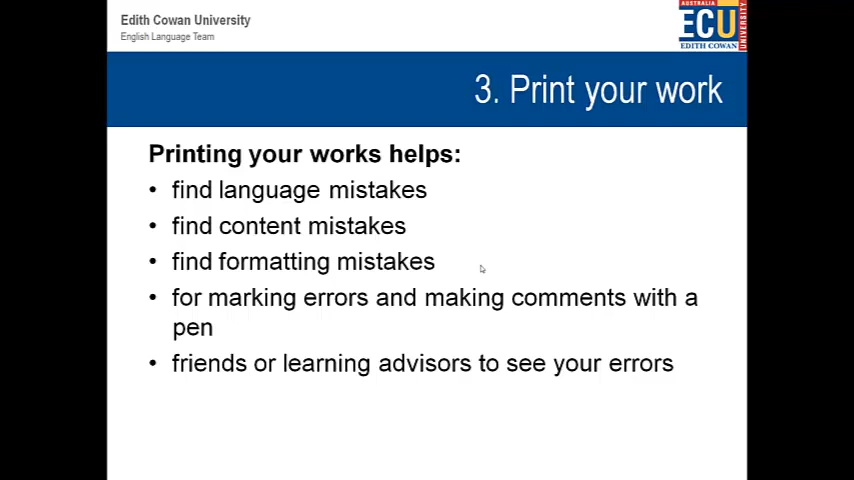 Edith Cowan University
English Language Team
AUSTRALIA
ECU
EDITH COWAN
UNIVERSITY
3. Print your work
Printing your works helps:
• find language mistakes
• find content mistakes
• find formatting mistakes
• for marking errors and making comments with a
pen
• friends or learning advisors to see your errors